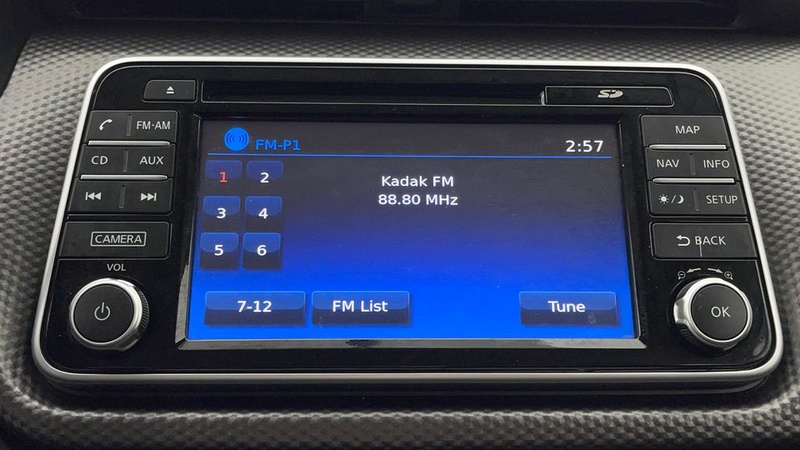 SD
FM·AM
CD
AUX
CAMERA
VOL
FM-P1
2:57
1
2
3
4
5
6
Kadak FM
88.80 MHz
7-12
FM List
Tune
MAP
NAV
INFO
SETUP
BACK
OK